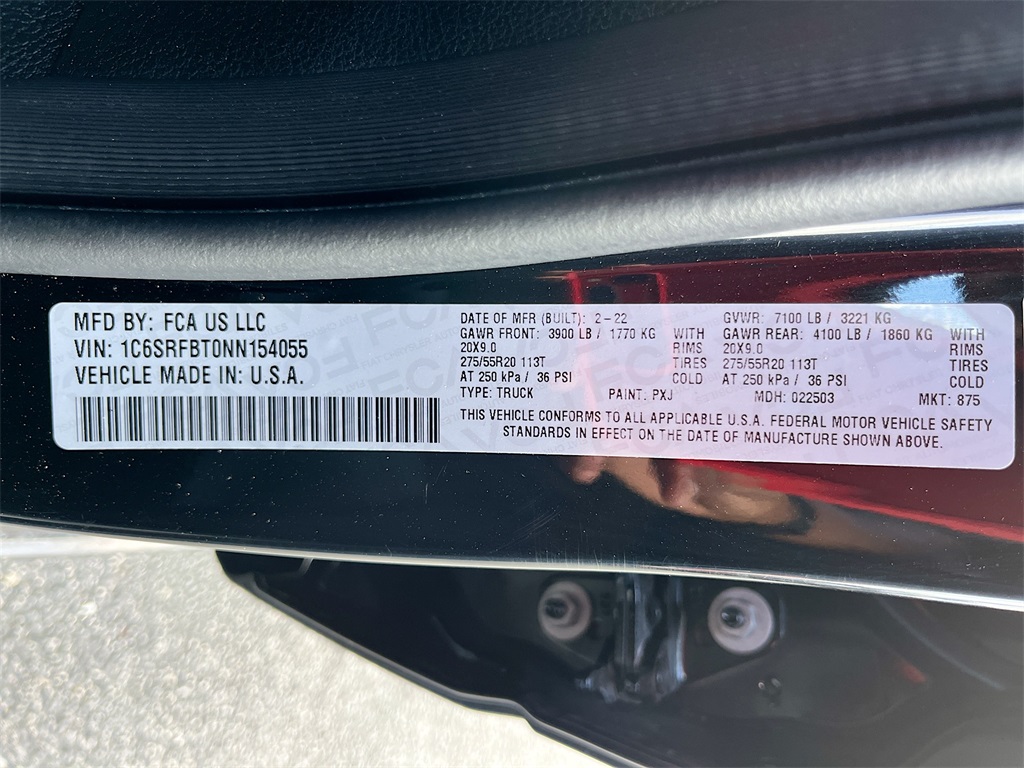 MFD BY: FCA US LLC
VIN: 1C6SRFBT0NN154055
VEHICLE MADE IN: U.S.A.
DATE OF MFR (BUILT): 2-22
GAWR FRONT: 3900 LB / 1770 KG WITH
20X9.0 RIMS
275/55R20 113T TIRES
AT 250 kPa / 36 PSI COLD
TYPE: TRUCK PAINT: PXJ
GVWR: 7100 LB / 3221 KG
GAWR REAR: 4100 LB / 1860 KG WITH
20X9.0 RIMS
275/55R20 113T TIRES
AT 250 kPa / 36 PSI COLD
MDH: 022503 MKT: 875
THIS VEHICLE CONFORMS TO ALL APPLICABLE U.S.A. FEDERAL MOTOR VEHICLE SAFETY
STANDARDS IN EFFECT ON THE DATE OF MANUFACTURE SHOWN ABOVE.